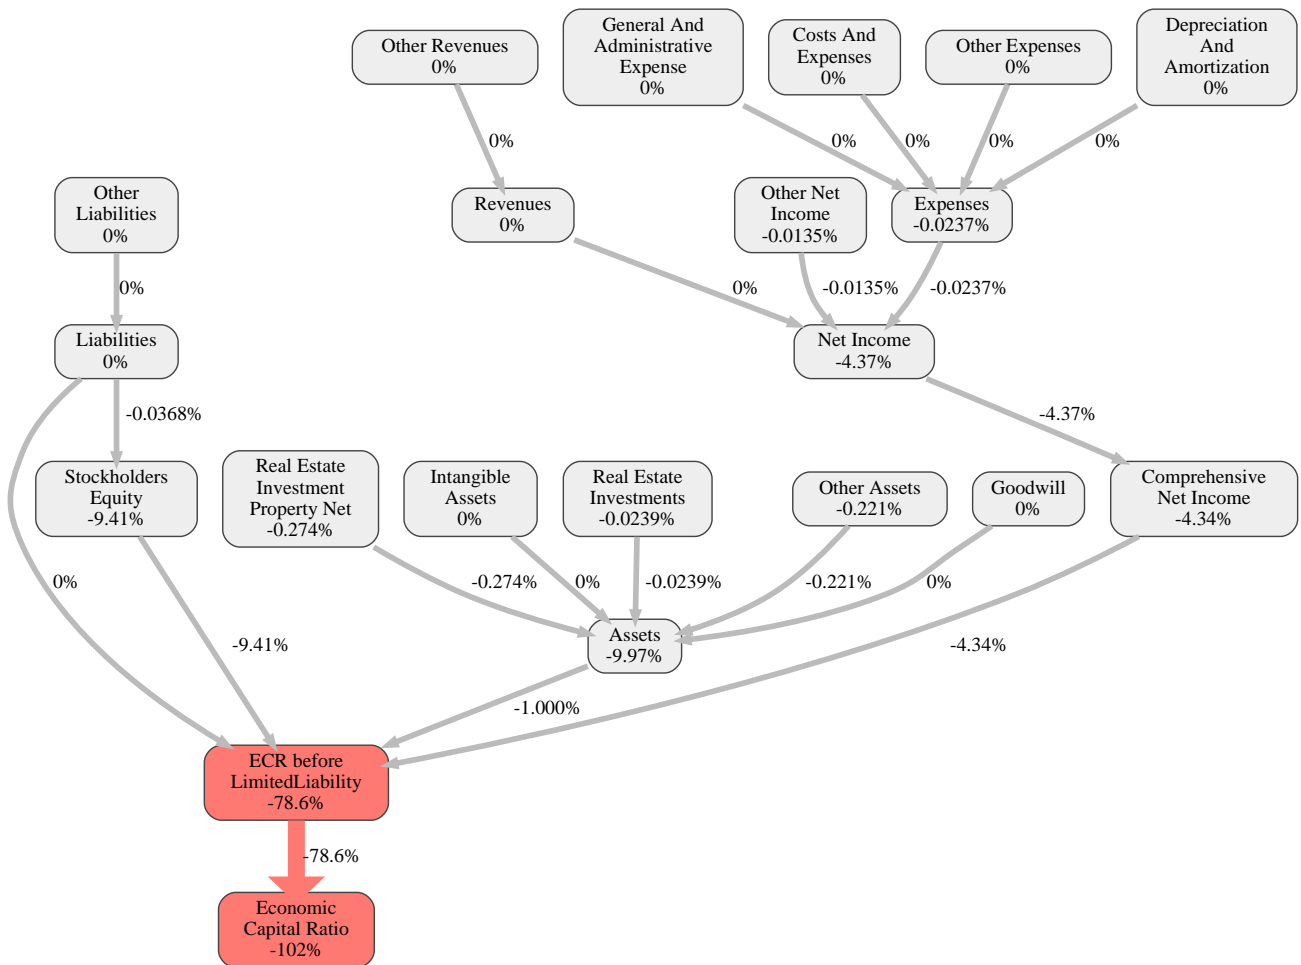 Other Revenues
0%
General And
Administrative
Expense
0%
Costs And
Expenses
0%
Other Expenses
0%
Depreciation
And
Amortization
0%
0%
0%
0%
0%
0%
Other
Liabilities
0%
Revenues
0%
Other Net
Income
-0.0135%
Expenses
-0.0237%
0%
0%
-0.0135%
-0.0237%
Liabilities
0%
Net Income
-4.37%
-0.0368%
-4.37%
Stockholders
Equity
-9.41%
Real Estate
Investment
Property Net
-0.274%
Intangible
Assets
0%
Real Estate
Investments
-0.0239%
Other Assets
-0.221%
Goodwill
0%
Comprehensive
Net Income
-4.34%
0%
-0.274%
0%
-0.0239%
-0.221%
0%
-9.41%
Assets
-9.97%
-4.34%
-1.000%
ECR before
LimitedLiability
-78.6%
-78.6%
Economic
Capital Ratio
-102%